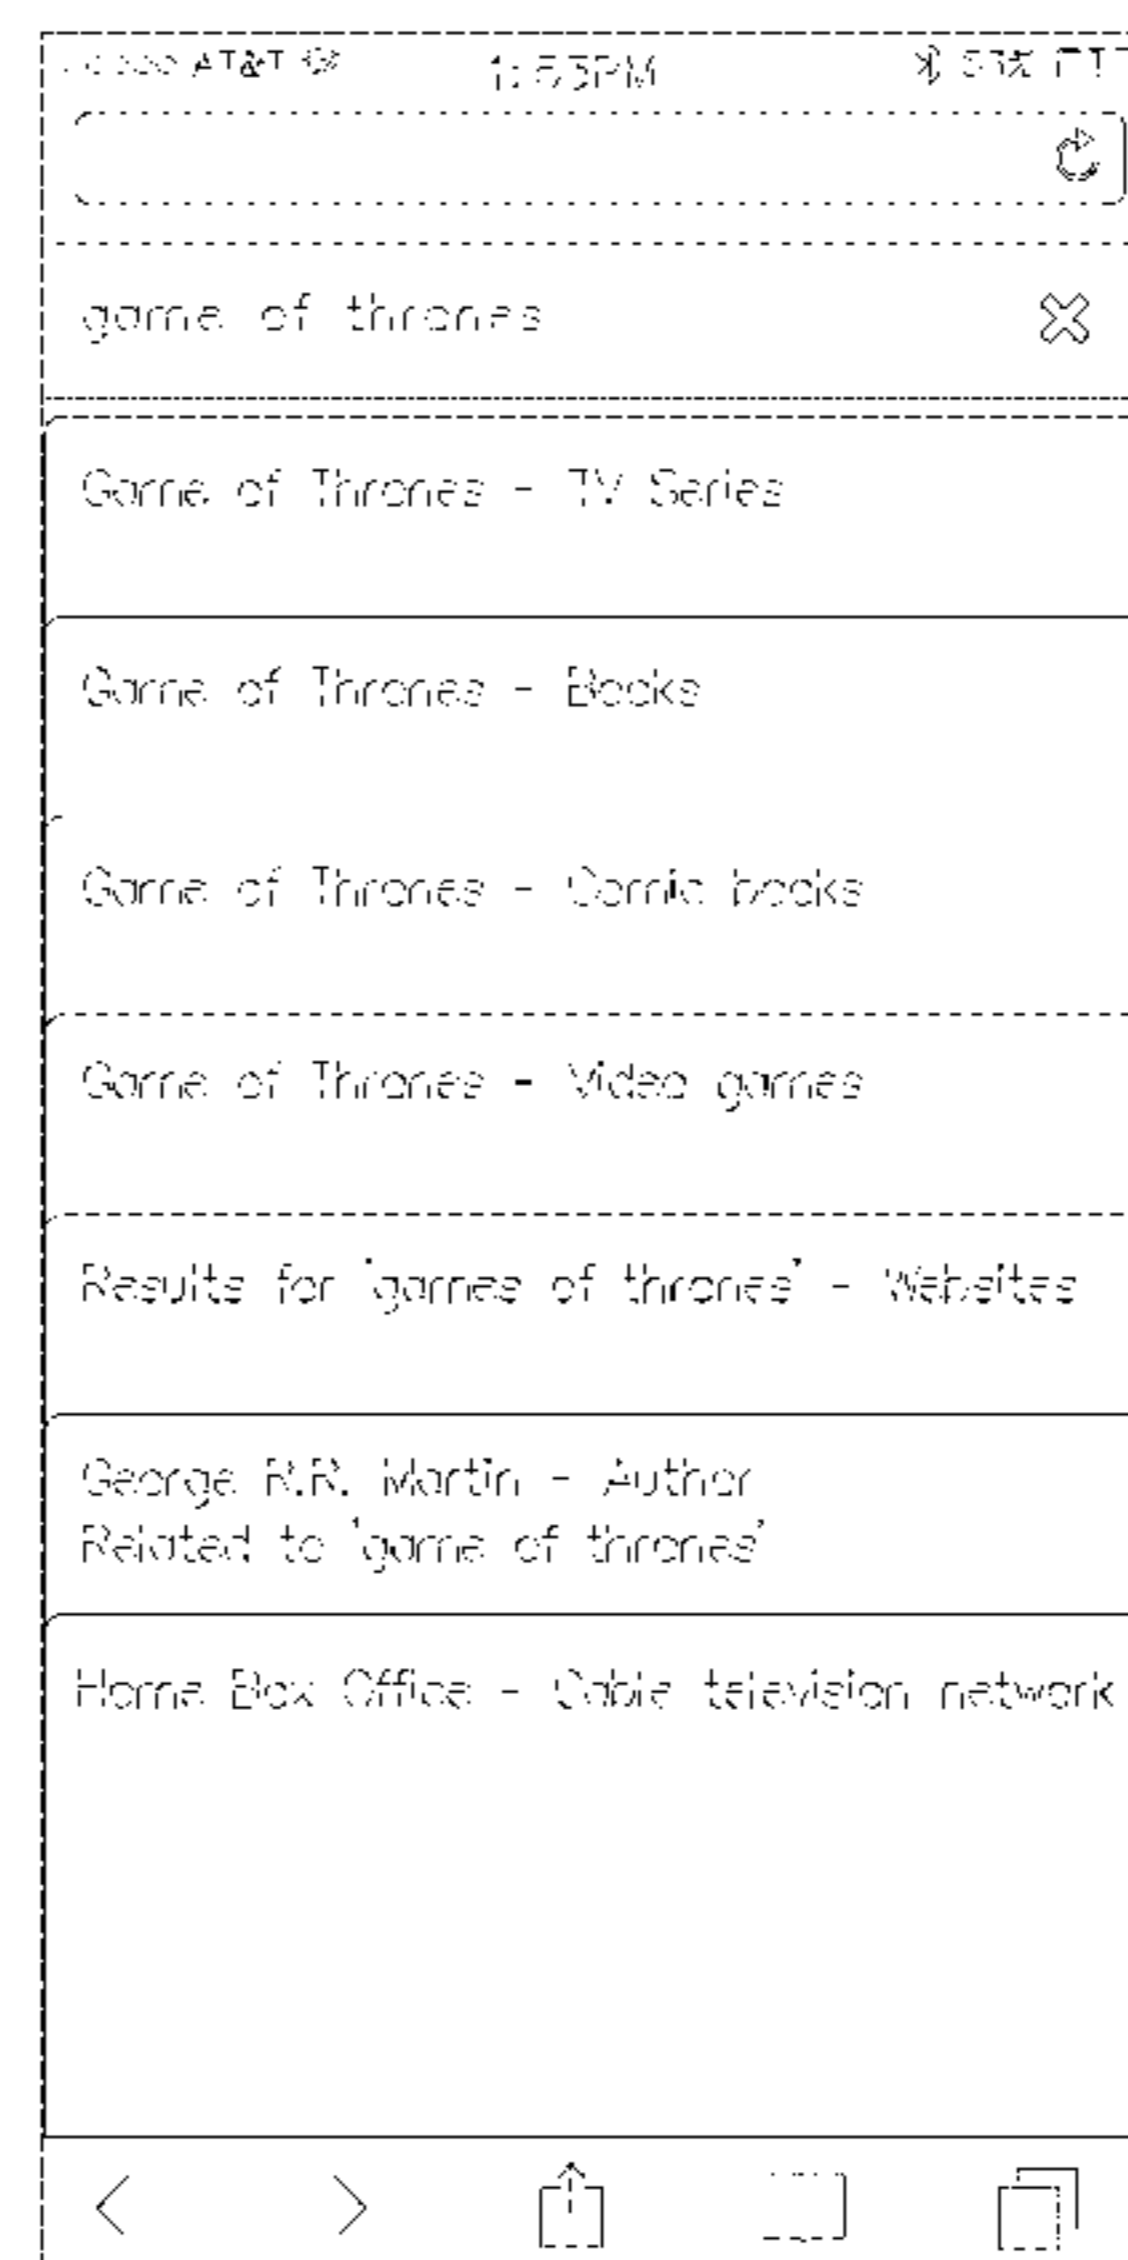 AT&T
game of thrones
Game of Thrones - TV Series
Game of Thrones - Books
Game of Thrones - Comic books
Game of Thrones - Video games
Results for 'games of thrones' - Websites
George R.R. Martin - Author
Related to 'game of thrones'
Home Box Office - Cable television network